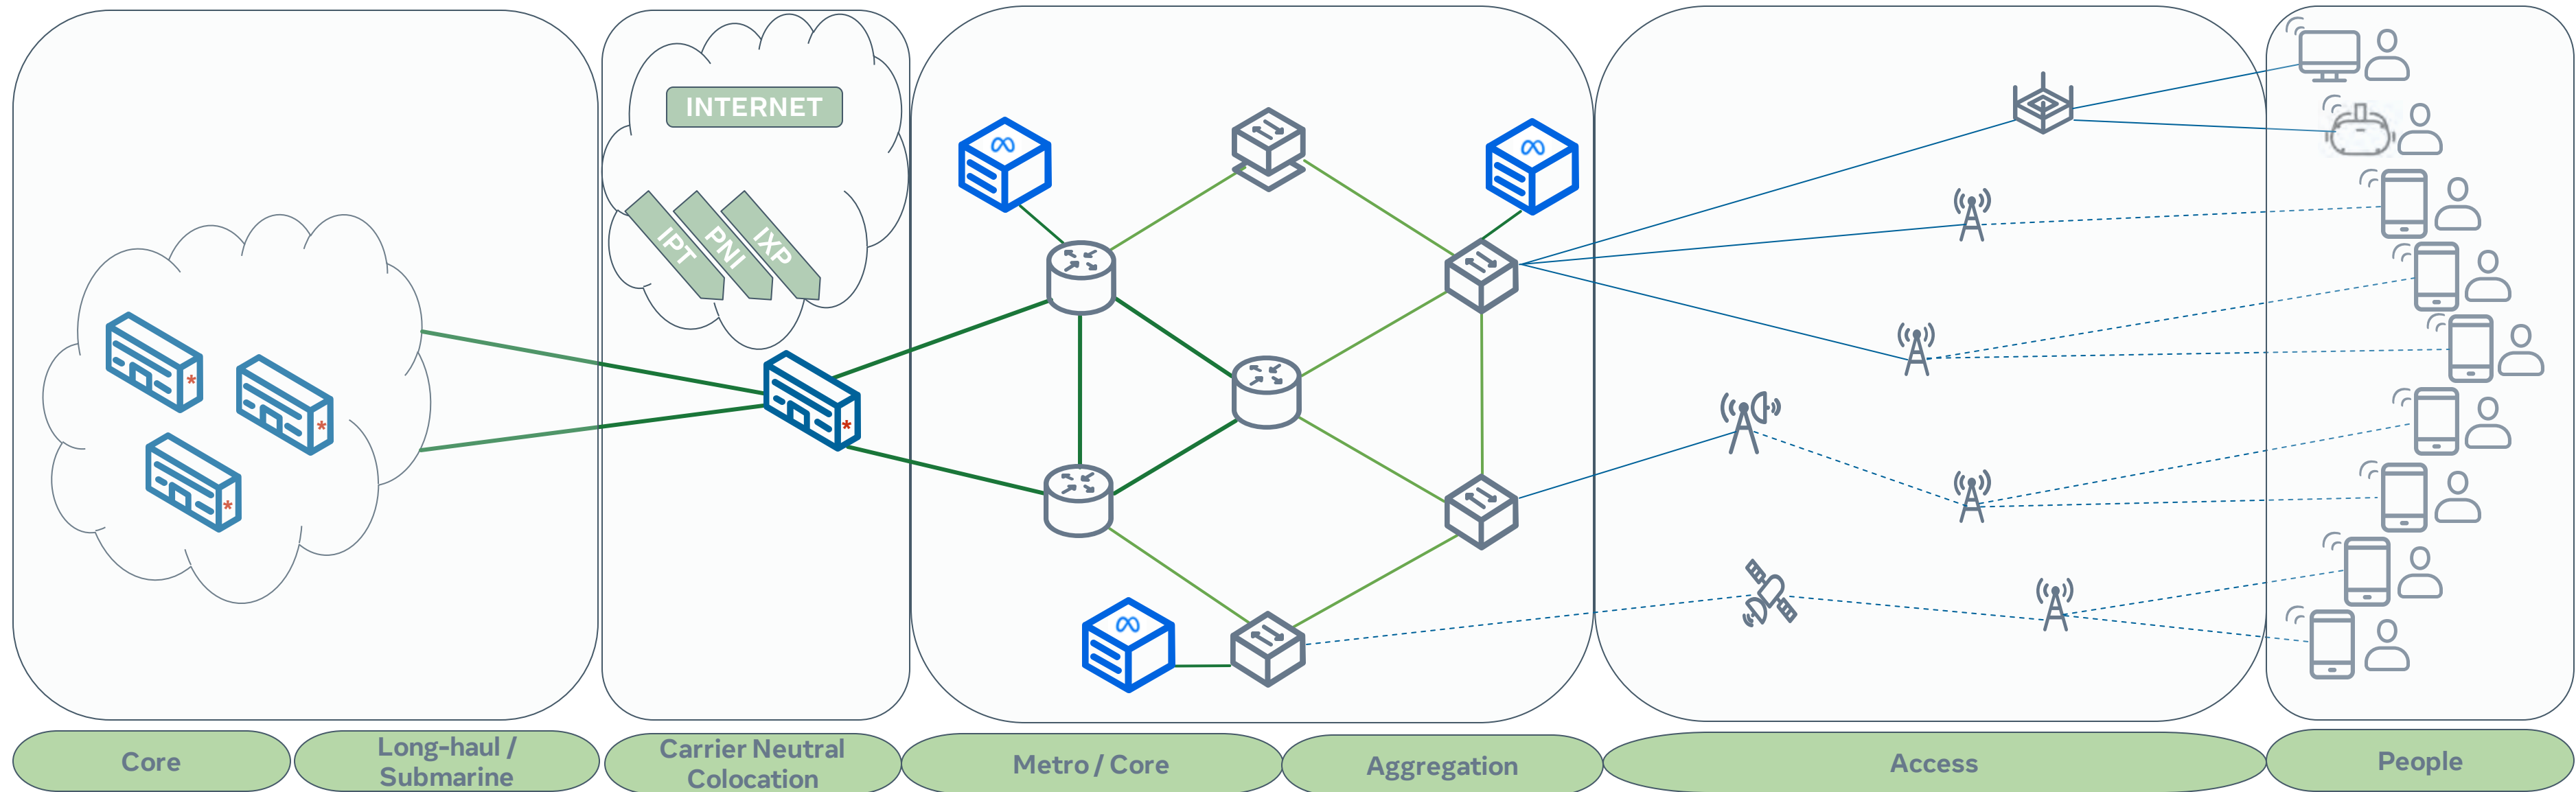 INTERNET
IPT
PNI
IXP
*
*
*
*
Core
Long-haul /
Submarine
Carrier Neutral
Colocation
Metro / Core
Aggregation
Access
People